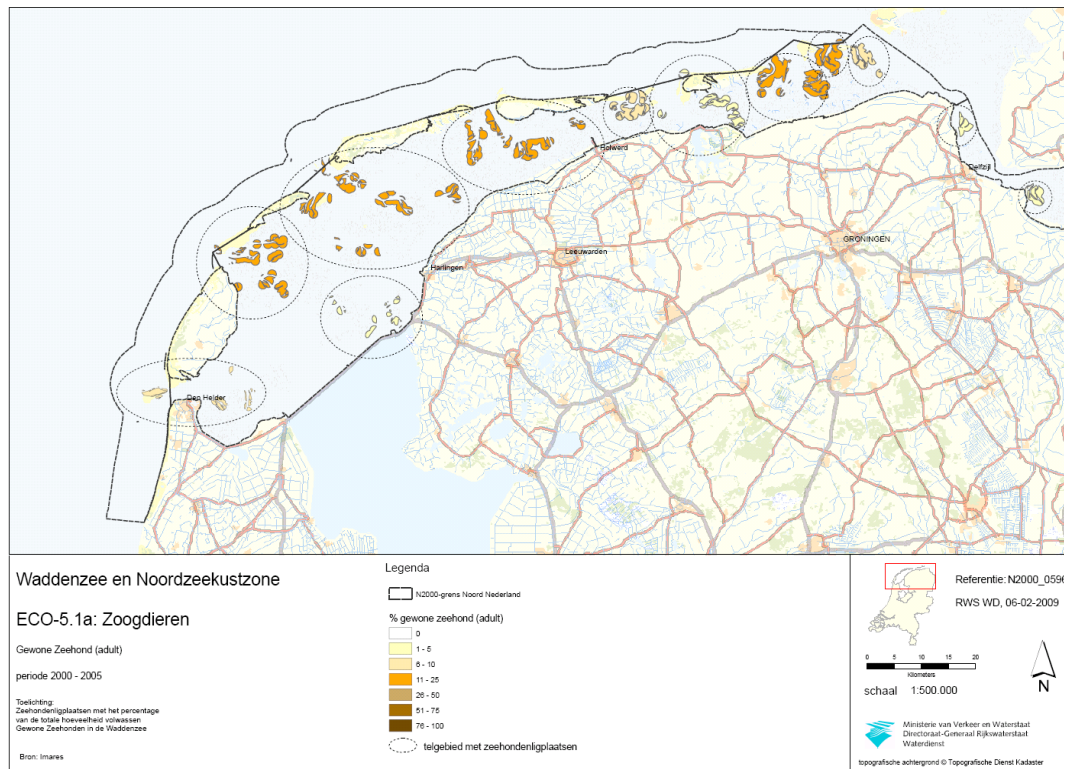 Holwerd
Delfzijl
GRONINGEN
Leeuwarden
Harlingen
Den Helder
Waddenzee en Noordzeekustzone
ECO-5.1a: Zoogdieren
Gewone Zeehond (adult)
periode 2000 - 2005
Toelichting:
Zeehondenligplaatsen met het percentage
van de totale hoeveelheid volwassen
Gewone Zeehonden in de Waddenzee
Bron: Imares
Legenda
N2000-grens Noord Nederland
% gewone zeehond (adult)
0
1 - 5
6 - 10
11 - 25
26 - 50
51 - 75
76 - 100
telgebied met zeehondenligplaatsen
Referentie: N2000_0596
RWS WD, 06-02-2009
0 5 10 15 20
Kilometers
schaal 1:500.000
N
Ministerie van Verkeer en Waterstaat
Directoraat-Generaal Rijkswaterstaat
Waterdienst
topografische achtergrond © Topografische Dienst Kadaster